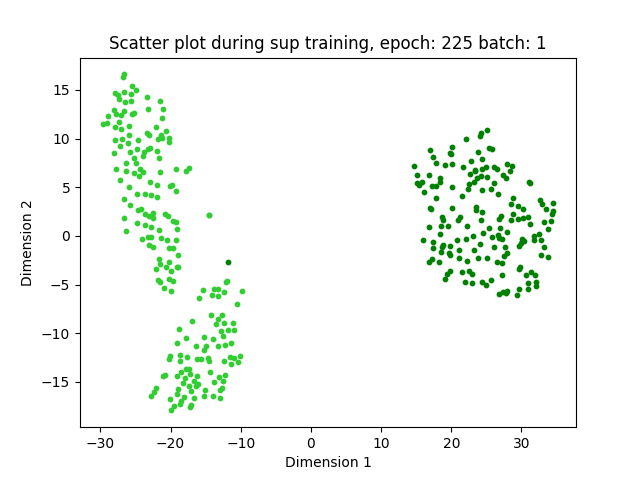 Scatter plot during sup training, epoch: 225 batch: 1
15
10
5
0
−5
−10
−15
Dimension 2
−30 −20 −10 0 10 20 30
Dimension 1